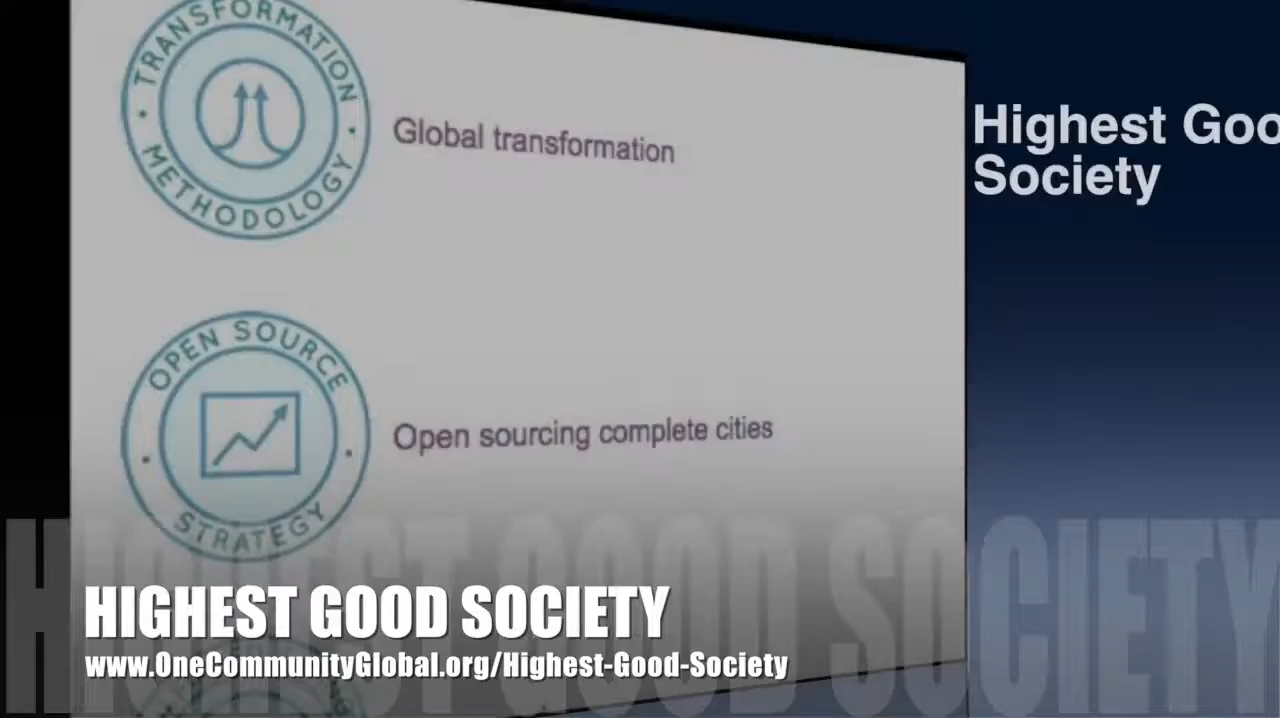 TRANSFORMATION
METHODOLOGY
Global transformation
Highest Goo
Society
OPEN SOURCE
STRATEGY
Open sourcing complete cities
HIGHEST GOOD SOCIETY
HIGHEST GOOD SOCIETY
www.OneCommunityGlobal.org/Highest-Good-Society